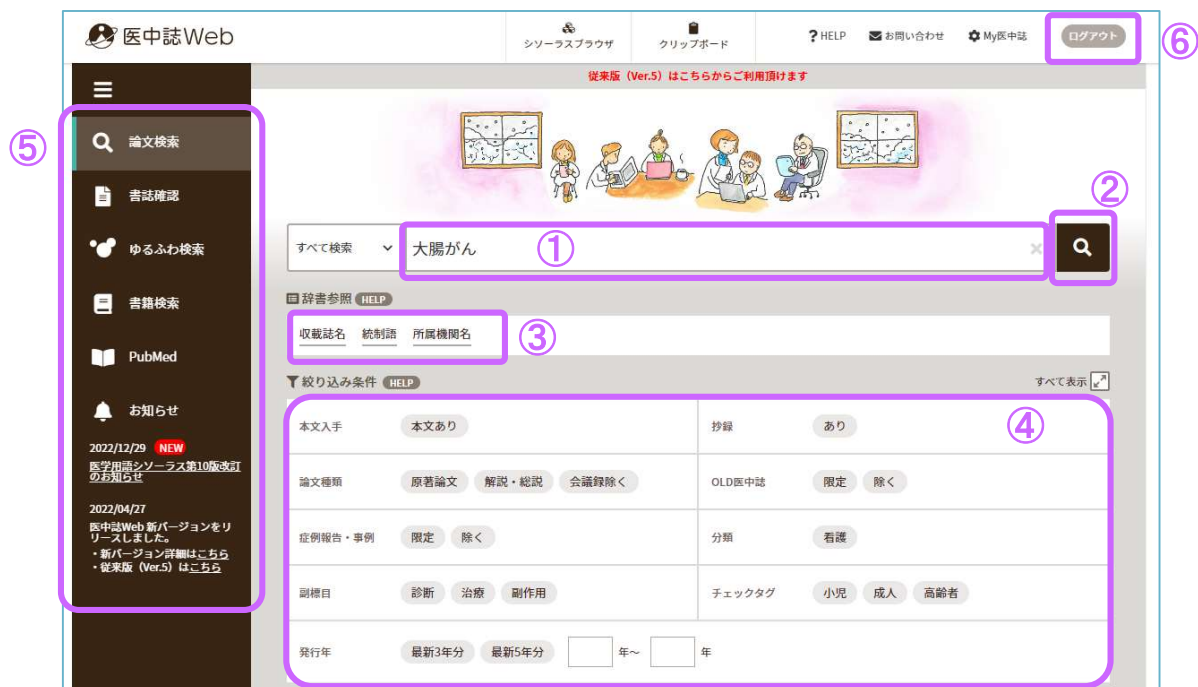 医中誌Web
シソーラスブラウザ
クリップボード
? HELP
お問い合わせ
My医中誌
ログアウト
⑥
従来版（Ver.5）はこちらからご利用頂けます
⑤
論文検索
書誌確認
ゆるふわ検索
書籍検索
PubMed
お知らせ
2022/12/29 NEW
医学用語シソーラス第10版改訂
のお知らせ
2022/04/27
医中誌Web 新バージョンをリ
リースしました。
・新バージョン詳細はこちら
・従来版（Ver.5）はこちら
②
すべて検索
大腸がん
①
×
辞書参照 HELP
収載誌名 統制語 所属機関名
③
絞り込み条件 HELP
すべて表示
④
本文入手 本文あり
抄録 あり
論文種類 原著論文 解説・総説 会議録除く
OLD医中誌 限定 除く
症例報告・事例 限定 除く
分類 看護
副標目 診断 治療 副作用
チェックタグ 小児 成人 高齢者
発行年 最新3年分 最新5年分 年～ 年